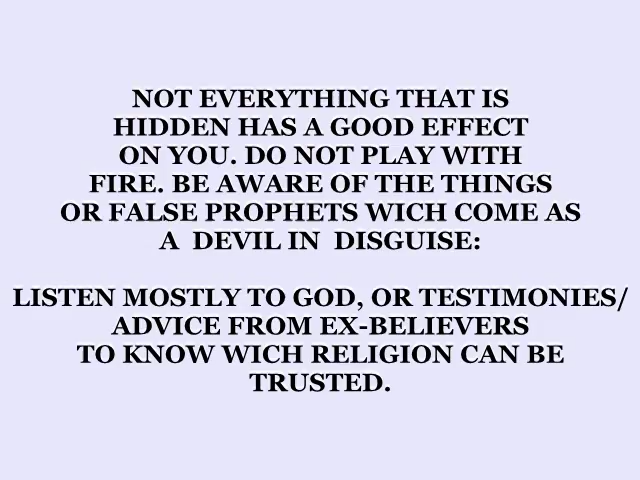 NOT EVERYTHING THAT IS
HIDDEN HAS A GOOD EFFECT
ON YOU. DO NOT PLAY WITH
FIRE. BE AWARE OF THE THINGS
OR FALSE PROPHETS WICH COME AS
A  DEVIL IN  DISGUISE:
LISTEN MOSTLY TO GOD, OR TESTIMONIES/
ADVICE FROM EX-BELIEVERS
TO KNOW WICH RELIGION CAN BE
TRUSTED.